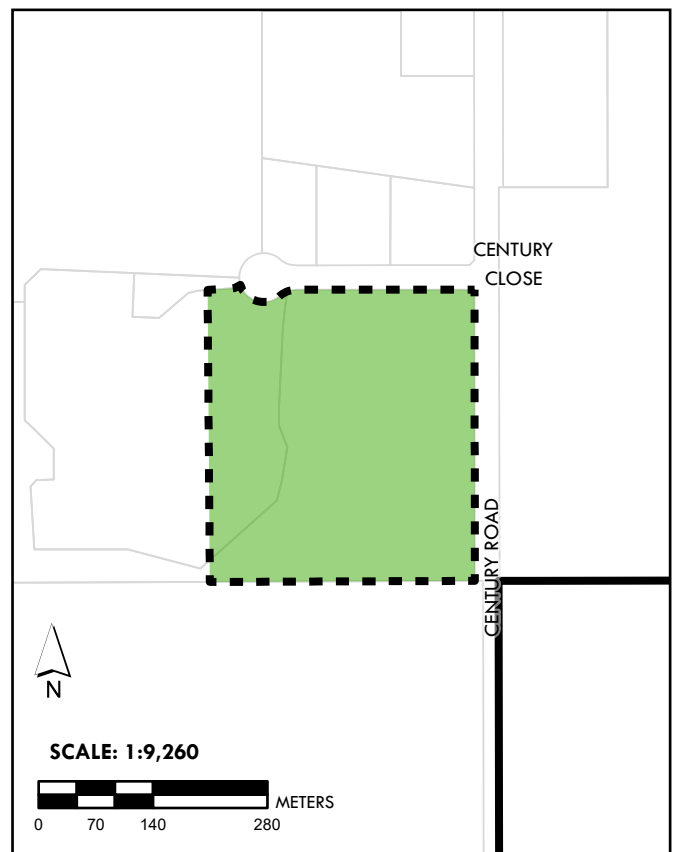 CENTURY
CLOSE
CENTURY ROAD
N
SCALE: 1:9,260
METERS
0 70 140 280